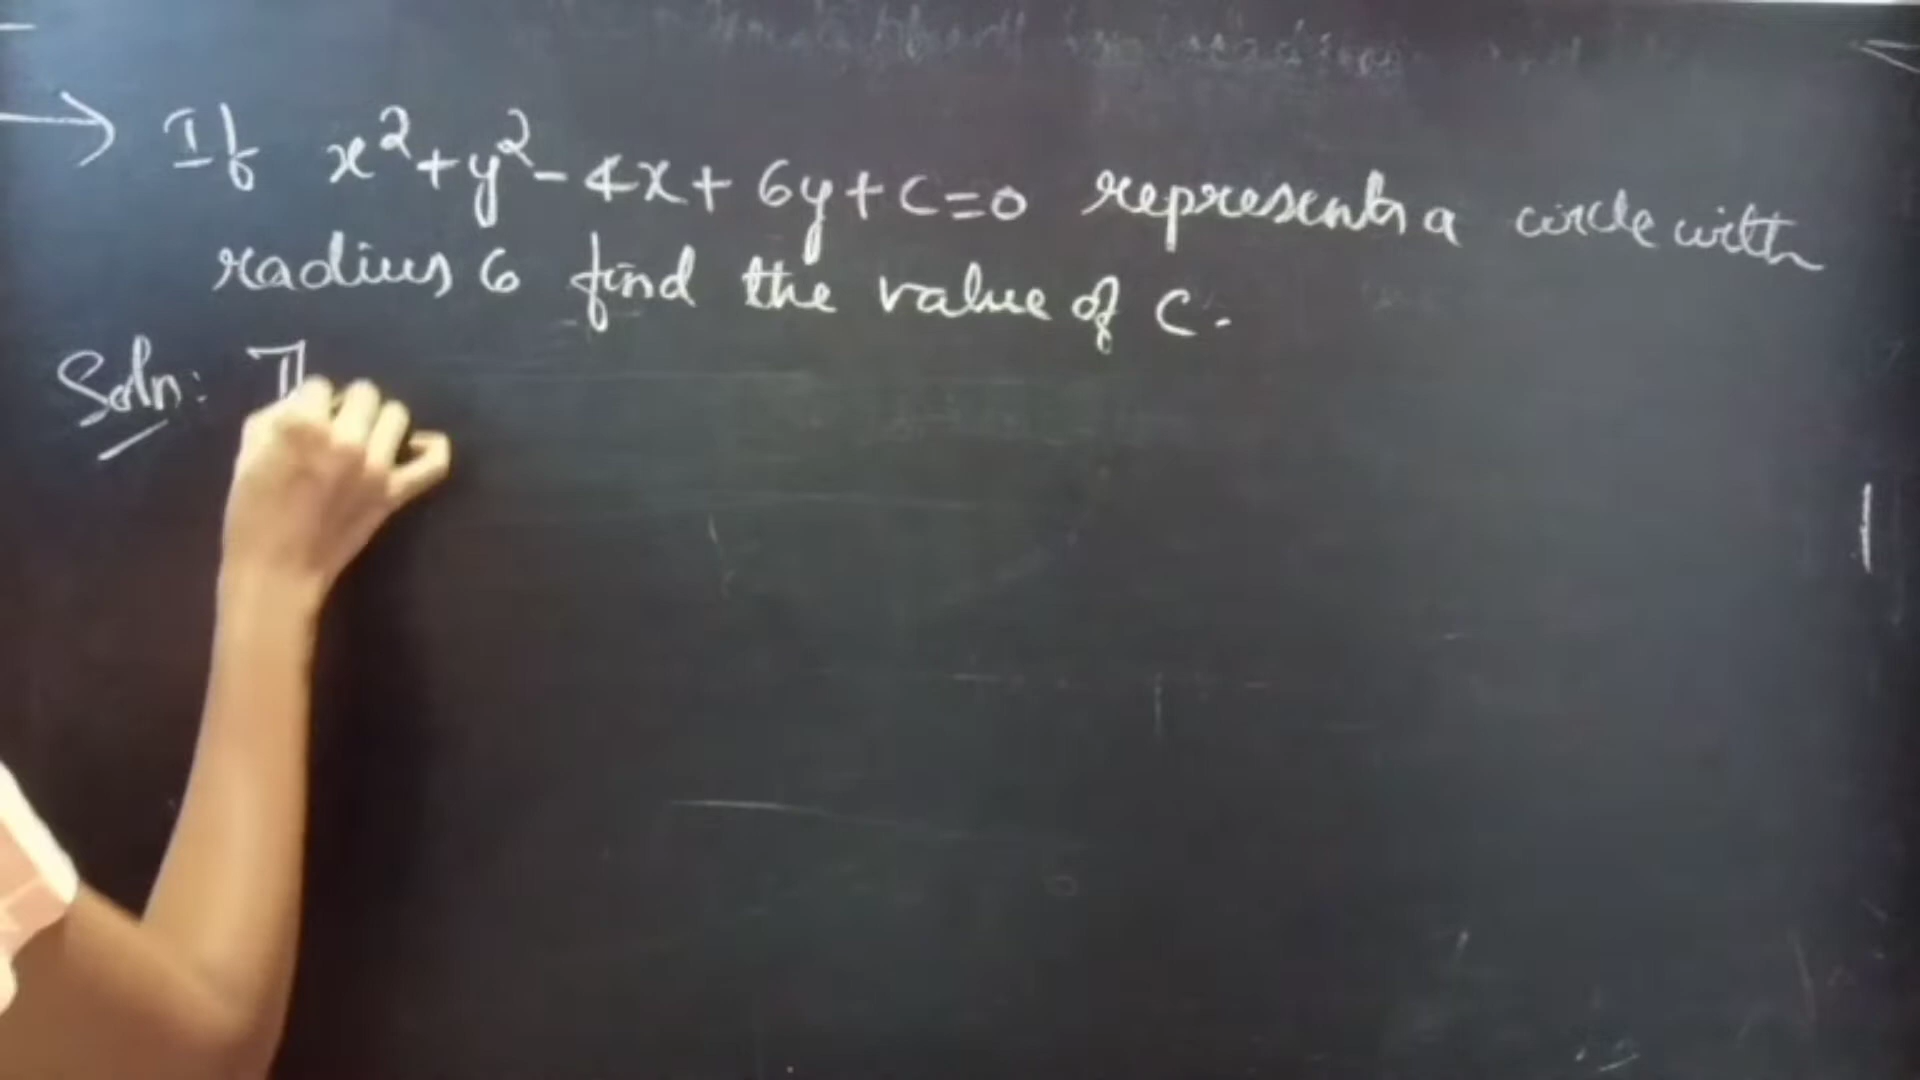 → If x²+y²-4x+6y+c=0 represents a circle with
radius 6 find the value of c.
Soln: